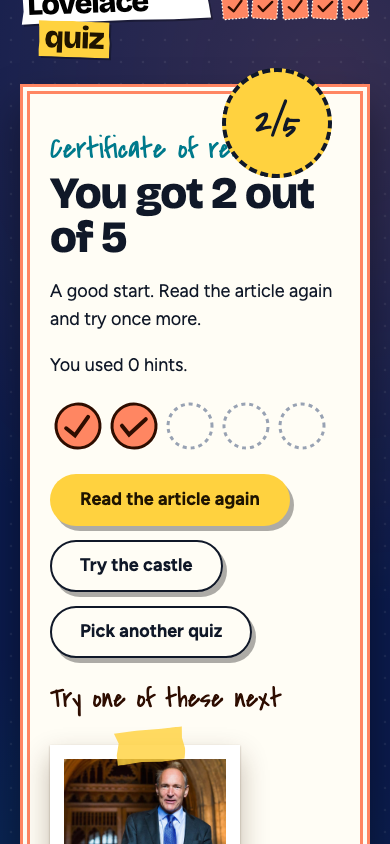 Lovelace
quiz
2/5
Certificate of
You got 2 out
of 5
A good start. Read the article again
and try once more.
You used 0 hints.
Read the article again
Try the castle
Pick another quiz
Try one of these next